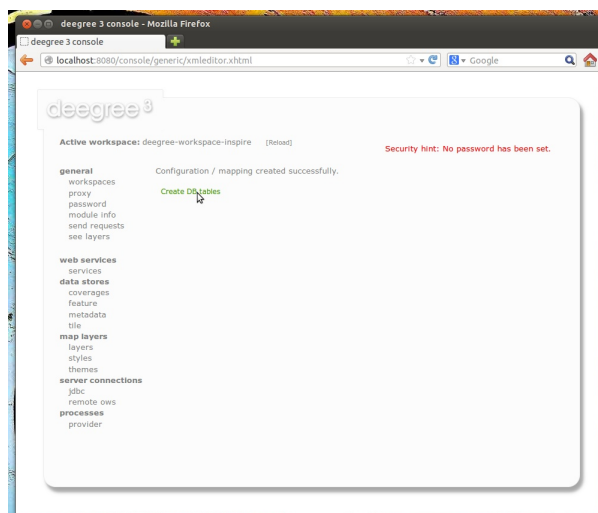 deegree 3 console - Mozilla Firefox
deegree 3 console
localhost:8080/console/generic/xmleditor.xhtml
Google
deegree 3
Active workspace: deegree-workspace-inspire [Reload]
Security hint: No password has been set.
general
workspaces
proxy
password
module info
send requests
see layers
web services
services
data stores
coverages
feature
metadata
tile
map layers
layers
styles
themes
server connections
jdbc
remote ows
processes
provider
Configuration / mapping created successfully.
Create DB tables